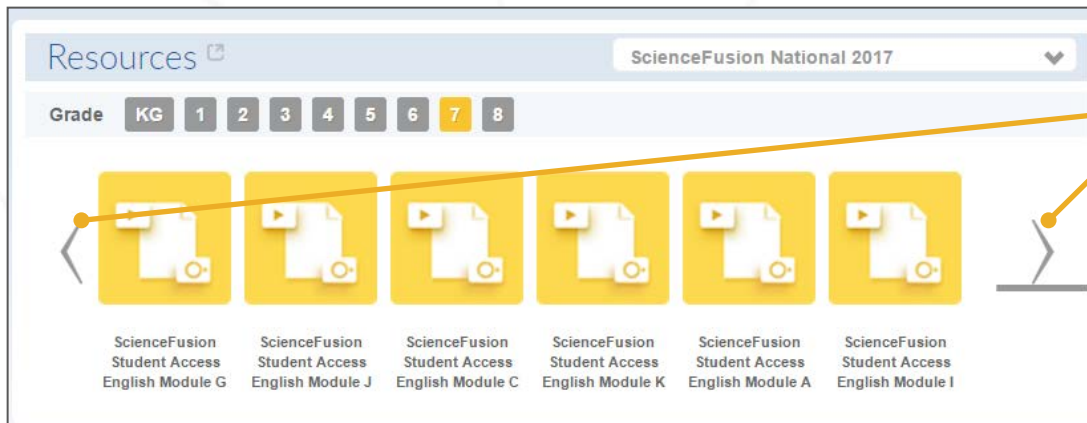 Resources
ScienceFusion National 2017
Grade KG 1 2 3 4 5 6 7 8
ScienceFusion
Student Access
English Module G
ScienceFusion
Student Access
English Module J
ScienceFusion
Student Access
English Module C
ScienceFusion
Student Access
English Module K
ScienceFusion
Student Access
English Module A
ScienceFusion
Student Access
English Module I